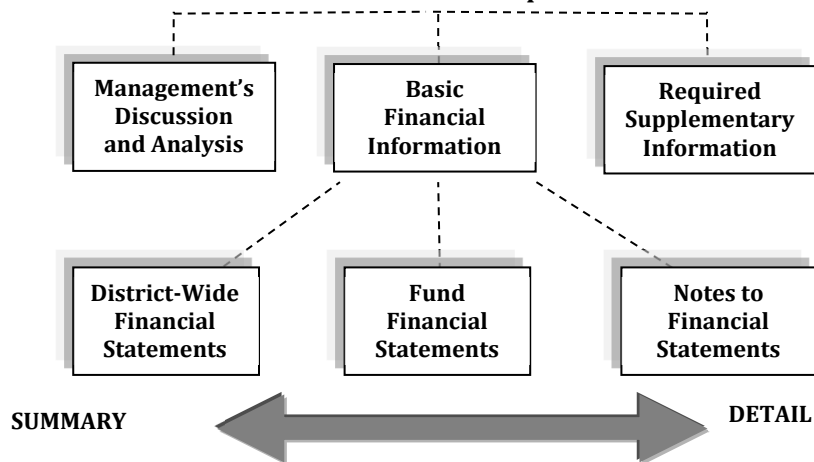 Management's
Discussion
and Analysis
Basic
Financial
Information
Required
Supplementary
Information
District-Wide
Financial
Statements
Fund
Financial
Statements
Notes to
Financial
Statements
SUMMARY
DETAIL